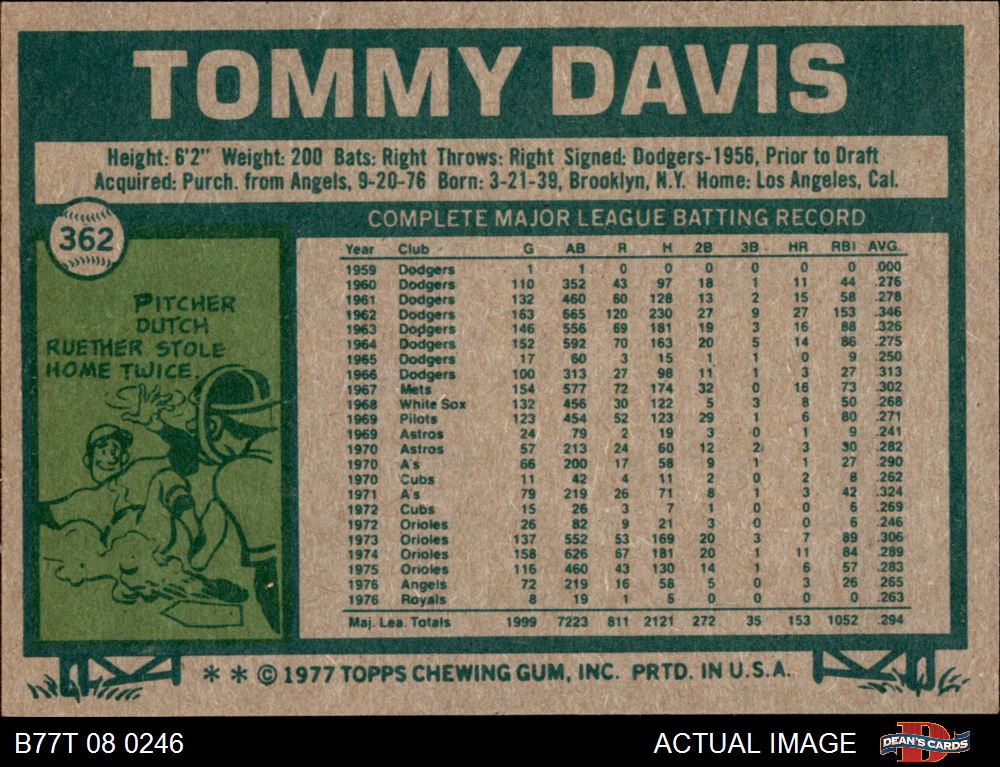 TOMMY DAVIS
Height: 6'2" Weight: 200 Bats: Right Throws: Right Signed: Dodgers-1956, Prior to Draft
Acquired: Purch. from Angels, 9-20-76 Born: 3-21-39, Brooklyn, N.Y. Home: Los Angeles, Cal.
362
COMPLETE MAJOR LEAGUE BATTING RECORD
PITCHER
DUTCH
RUETHER STOLE
HOME TWICE.
Year Club G AB R H 2B 3B HR RBI AVG.
1959 Dodgers 1 1 0 0 0 0 0 0 .000
1960 Dodgers 110 352 43 97 18 1 11 44 .276
1961 Dodgers 132 460 60 128 13 2 15 58 .278
1962 Dodgers 163 665 120 230 27 9 27 153 .346
1963 Dodgers 146 556 69 181 19 3 16 88 .326
1964 Dodgers 152 592 70 163 20 5 14 86 .275
1965 Dodgers 17 60 3 15 1 1 0 9 .250
1966 Dodgers 100 313 27 98 11 1 3 27 .313
1967 Mets 154 577 72 174 32 0 16 73 .302
1968 White Sox 132 456 30 122 5 3 8 50 .268
1969 Pilots 123 454 52 123 29 1 6 80 .271
1969 Astros 24 79 2 19 3 0 1 9 .241
1970 Astros 57 213 24 60 12 2 3 30 .282
1970 A's 66 200 17 58 9 1 1 27 .290
1970 Cubs 11 42 4 11 2 0 2 8 .262
1971 A's 79 219 26 71 8 1 3 42 .324
1972 Cubs 15 26 3 7 1 0 0 6 .269
1972 Orioles 26 82 9 21 3 0 0 6 .246
1973 Orioles 137 552 53 169 20 3 7 89 .306
1974 Orioles 158 626 67 181 20 1 11 84 .289
1975 Orioles 116 460 43 130 14 1 6 57 .283
1976 Angels 72 219 16 58 5 0 3 26 .265
1976 Royals 8 19 1 5 0 0 0 0 .263
Maj. Lea. Totals 1999 7223 811 2121 272 35 153 1052 .294
** © 1977 TOPPS CHEWING GUM, INC. PRTD. IN U.S.A.
B77T 08 0246
ACTUAL IMAGE
D
DEAN'S CARDS